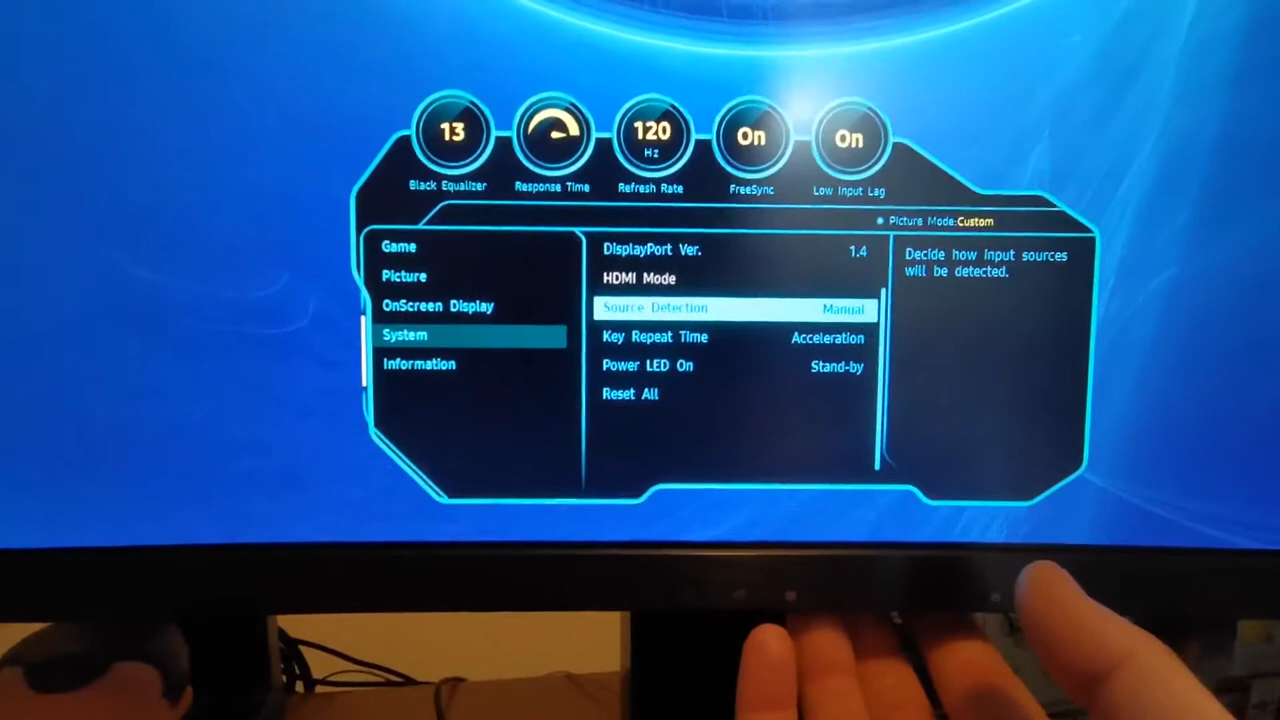 13
120
Hz
On
On
Black Equalizer
Response Time
Refresh Rate
FreeSync
Low Input Lag
Picture Mode:Custom
Game
Picture
OnScreen Display
System
Information
DisplayPort Ver. 1.4
HDMI Mode
Source Detection Manual
Key Repeat Time Acceleration
Power LED On Stand-by
Reset All
Decide how input sources
will be detected.